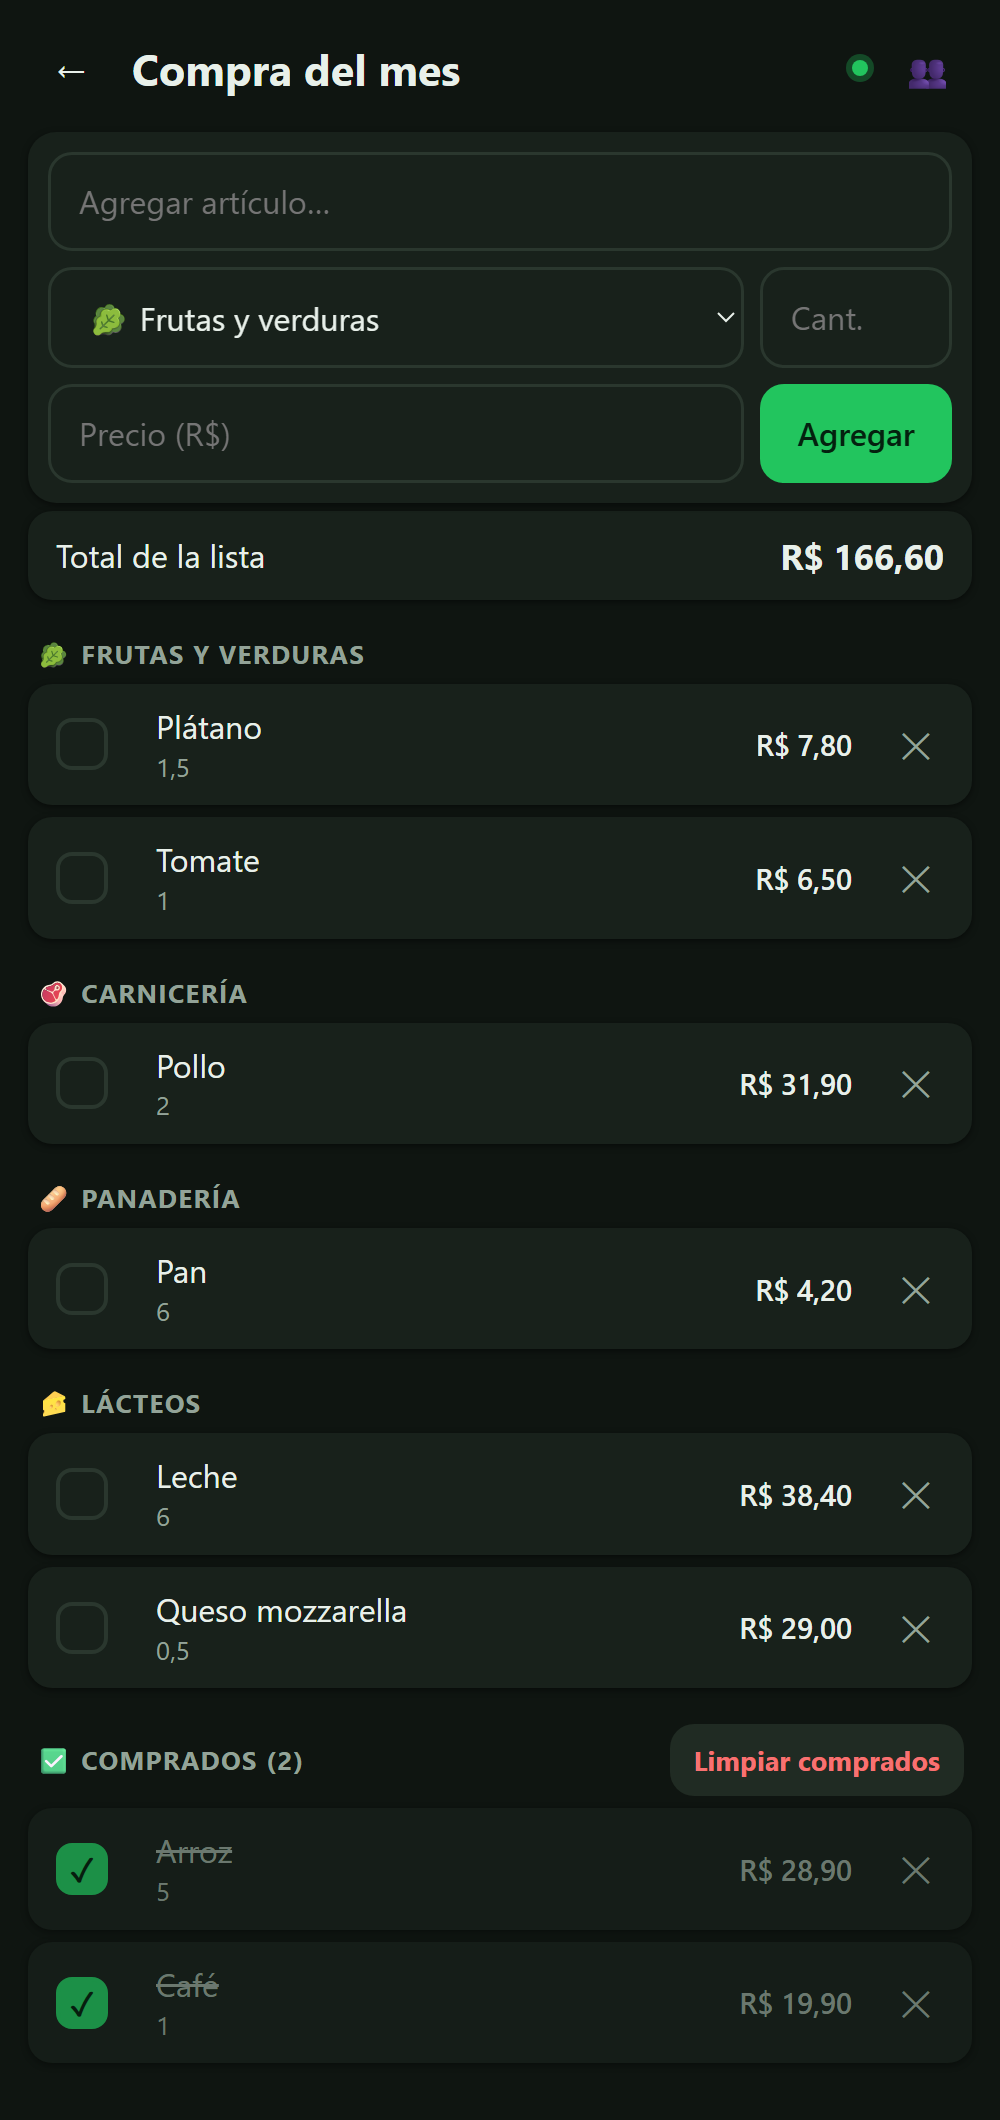 Compra del mes
Agregar artículo...
Frutas y verduras
Cant.
Precio (R$)
Agregar
Total de la lista
R$ 166,60
FRUTAS Y VERDURAS
Plátano
1,5
R$ 7,80
Tomate
1
R$ 6,50
CARNICERÍA
Pollo
2
R$ 31,90
PANADERÍA
Pan
6
R$ 4,20
LÁCTEOS
Leche
6
R$ 38,40
Queso mozzarella
0,5
R$ 29,00
COMPRADOS (2)
Limpiar comprados
Arroz
5
R$ 28,90
Café
1
R$ 19,90